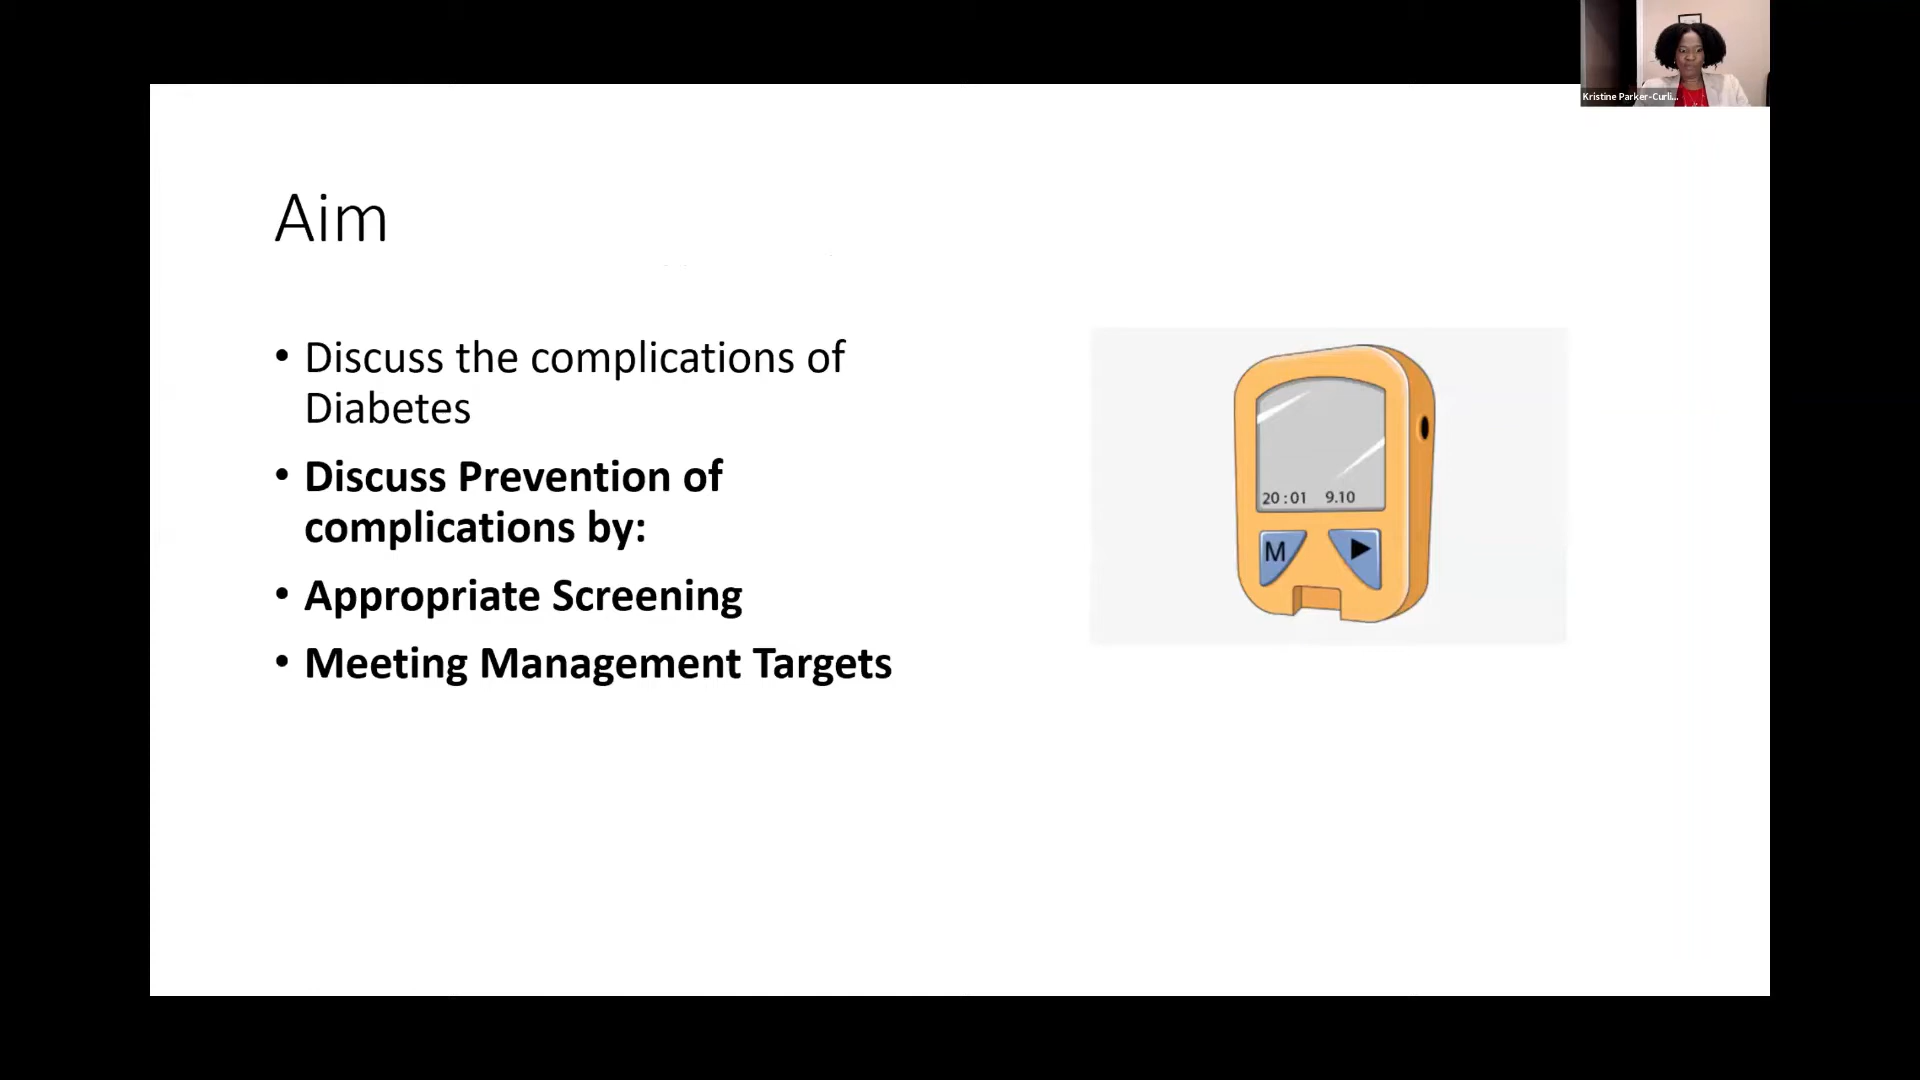 Kristine Parker-Curli...
Aim
• Discuss the complications of
Diabetes
• Discuss Prevention of
complications by:
• Appropriate Screening
• Meeting Management Targets
20:01 9.10
M